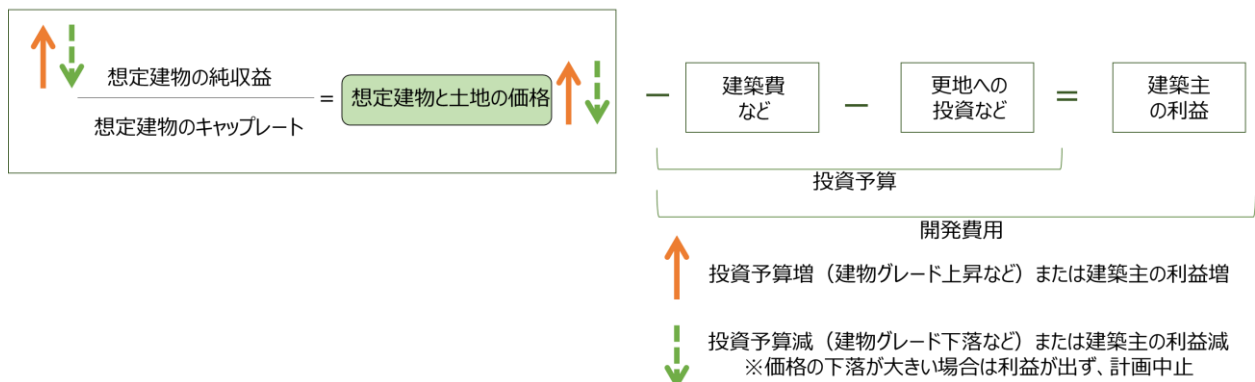 想定建物の純収益
想定建物のキャップレート
=
想定建物と土地の価格
－
建築費
など
－
更地への
投資など
＝
建築主
の利益
投資予算
開発費用
投資予算増（建物グレード上昇など）または建築主の利益増
投資予算減（建物グレード下落など）または建築主の利益減
※価格の下落が大きい場合は利益が出ず、計画中止